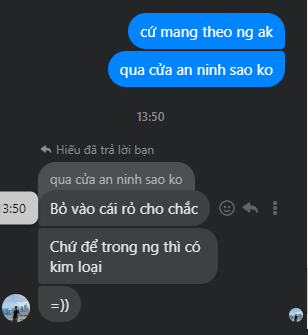 cứ mang theo ng ak
qua cửa an ninh sao ko
13:50
Hiếu đã trả lời bạn
qua cửa an ninh sao ko
13:50
Bỏ vào cái rỏ cho chắc
Chứ để trong ng thì có
kim loại
=))